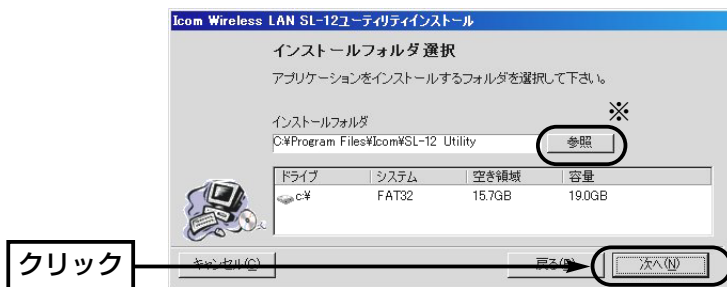 Icom Wireless LAN SL-12ユーティリティインストール
インストールフォルダ選択
アプリケーションをインストールするフォルダを選択して下さい。
※
インストールフォルダ
C:¥Program Files¥Icom¥SL-12 Utility
参照
ドライブ システム 空き領域 容量
c:¥ FAT32 15.7GB 19.0GB
クリック
キャンセル(C) 戻る(B) 次へ(N)